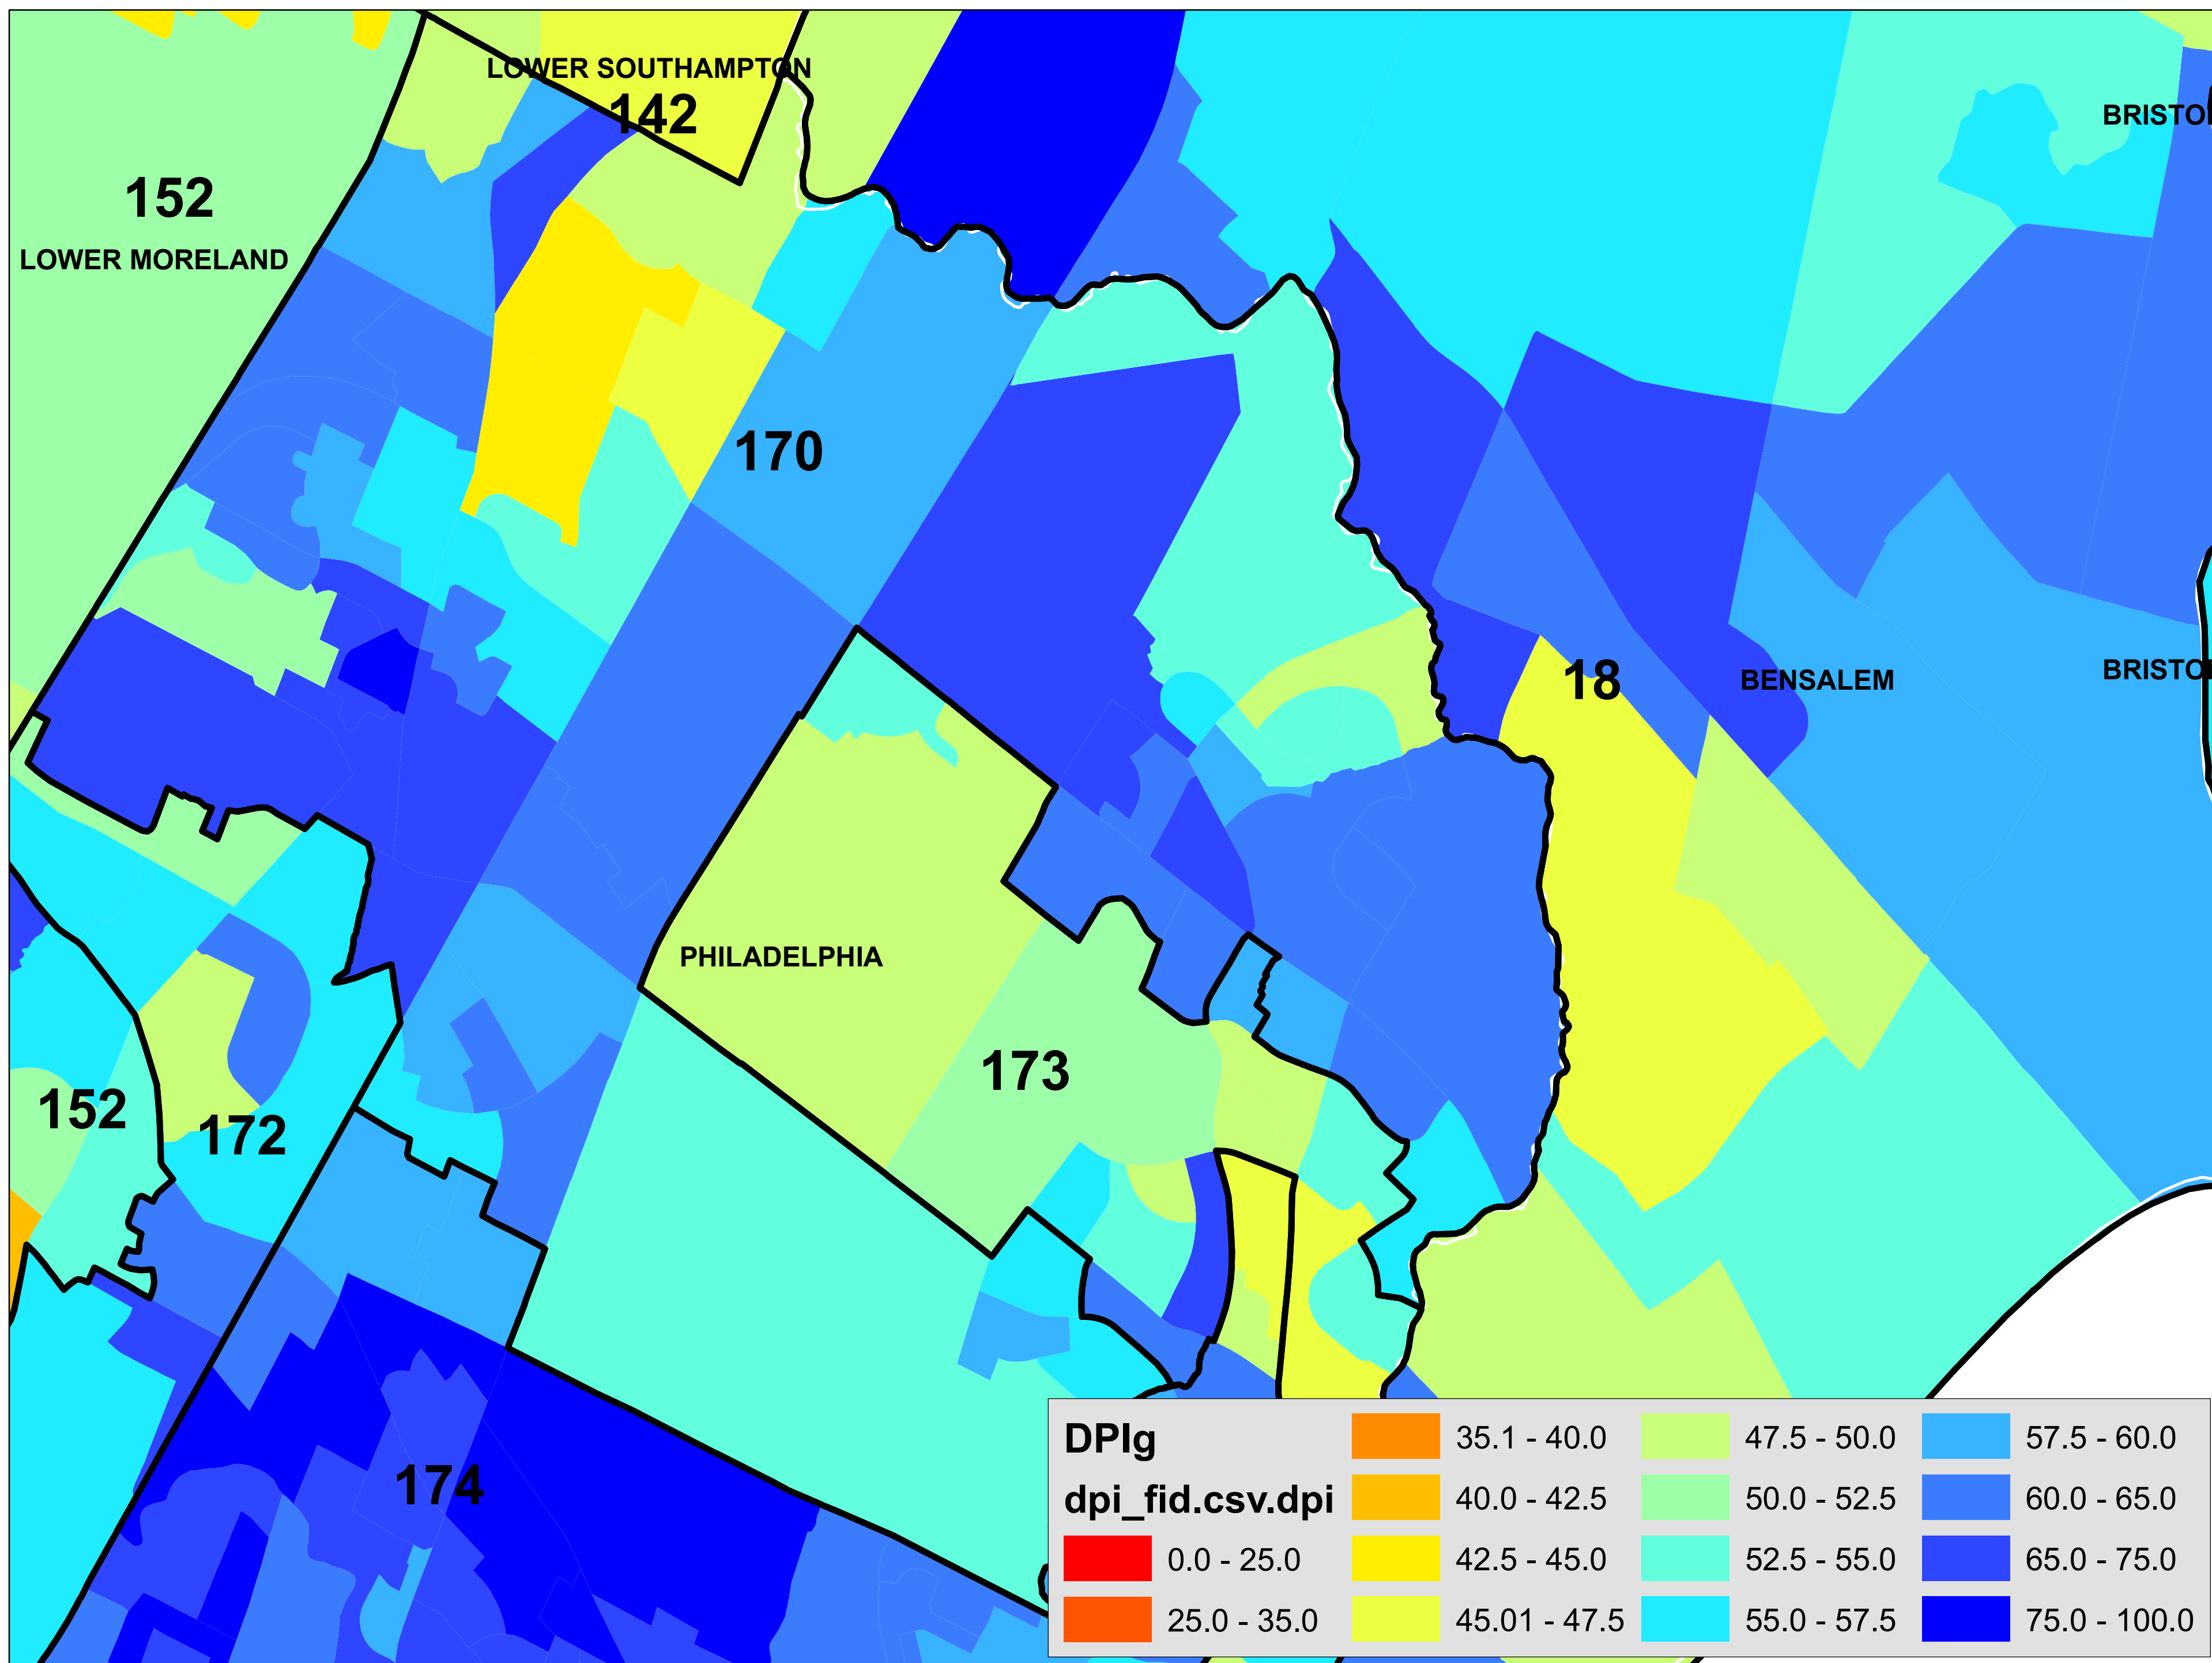 LOWER SOUTHAMPTON
142
BRISTOL
152
LOWER MORELAND
170
18
BENSALEM
BRISTOL
PHILADELPHIA
173
152
172
174
DPIg
dpi_fid.csv.dpi
0.0 - 25.0
25.0 - 35.0
35.1 - 40.0
40.0 - 42.5
42.5 - 45.0
45.01 - 47.5
47.5 - 50.0
50.0 - 52.5
52.5 - 55.0
55.0 - 57.5
57.5 - 60.0
60.0 - 65.0
65.0 - 75.0
75.0 - 100.0